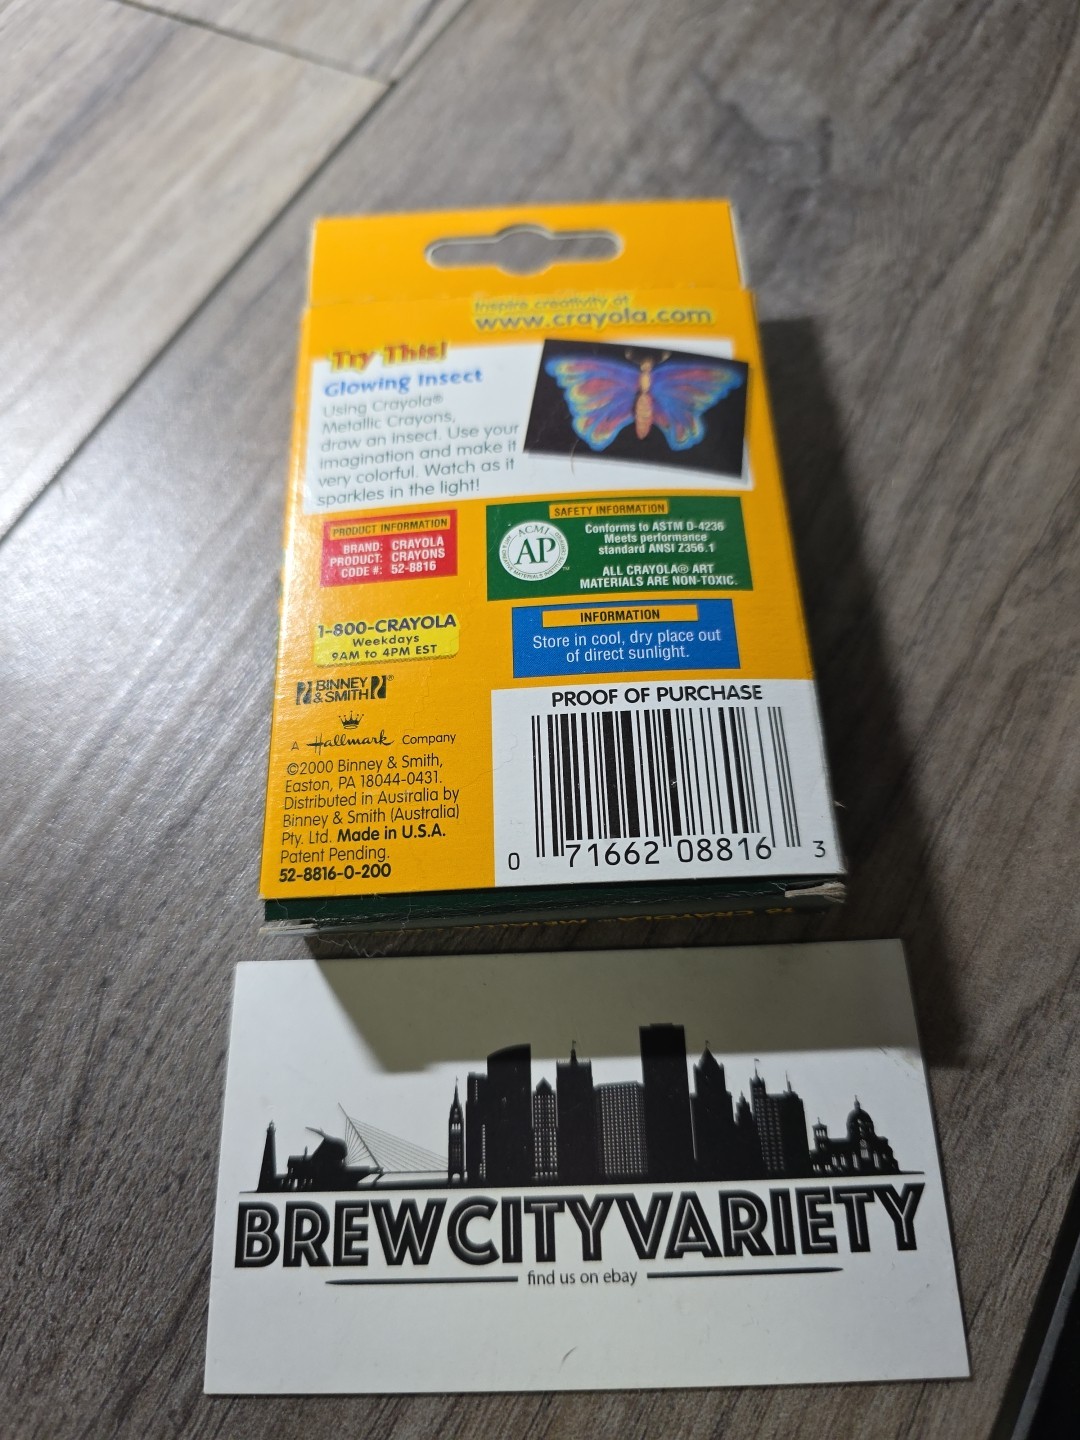 Inspire creativity at
www.crayola.com
Try This!
Glowing Insect
Using Crayola®
Metallic Crayons,
draw an insect. Use your
imagination and make it
very colorful. Watch as it
sparkles in the light!
PRODUCT INFORMATION
BRAND: CRAYOLA
PRODUCT: CRAYONS
CODE #: 52-8816
SAFETY INFORMATION
ACMI
AP
TM
Conforms to ASTM D-4236
Meets performance
standard ANSI Z356.1
ALL CRAYOLA® ART
MATERIALS ARE NON-TOXIC.
1-800-CRAYOLA
Weekdays
9AM to 4PM EST
INFORMATION
Store in cool, dry place out
of direct sunlight.
BINNEY
& SMITH®
A Hallmark Company
©2000 Binney & Smith,
Easton, PA 18044-0431.
Distributed in Australia by
Binney & Smith (Australia)
Pty. Ltd. Made in U.S.A.
Patent Pending.
52-8816-0-200
PROOF OF PURCHASE
0 71662 08816 3
16 CRAYOLA
BREWCITYVARIETY
find us on ebay